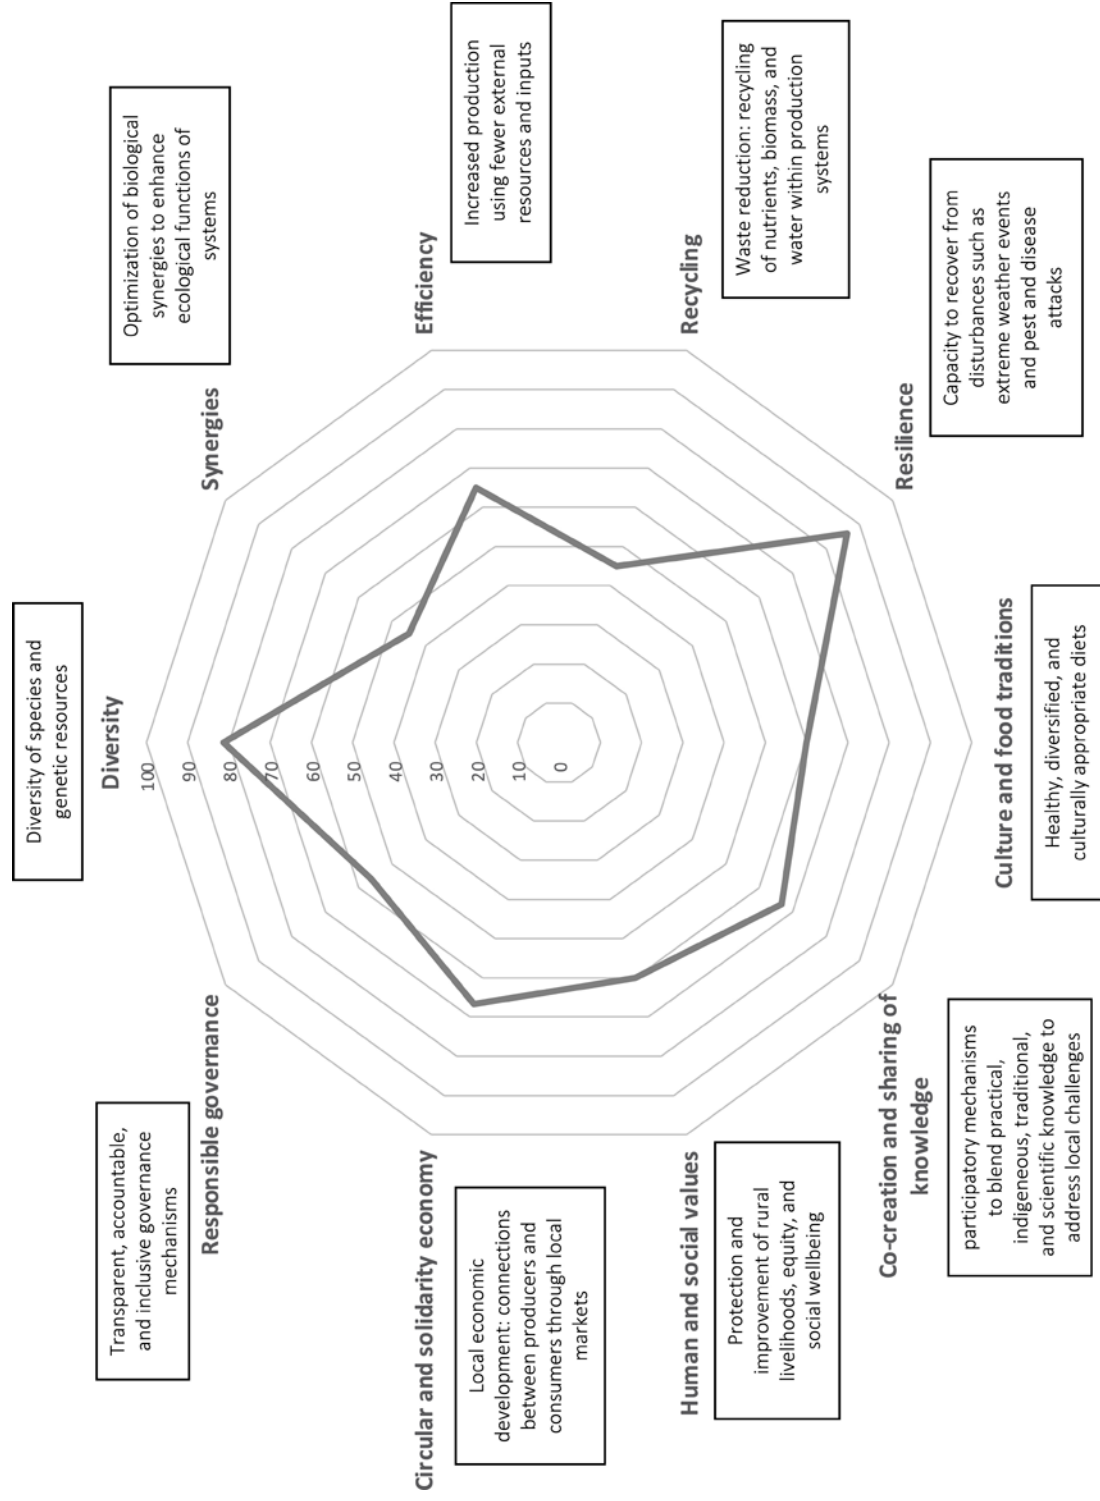 Diversity of species and
genetic resources
Diversity
Optimization of biological
synergies to enhance
ecological functions of
systems
Synergies
Increased production
using fewer external
resources and inputs
Efficiency
Waste reduction: recycling
of nutrients, biomass, and
water within production
systems
Recycling
Capacity to recover from
disturbances such as
extreme weather events
and pest and disease
attacks
Resilience
Culture and food traditions
Healthy, diversified, and
culturally appropriate diets
Co-creation and sharing of
knowledge
participatory mechanisms
to blend practical,
indigeneous, traditional,
and scientific knowledge to
address local challenges
Human and social values
Protection and
improvement of rural
livelihoods, equity, and
social wellbeing
Circular and solidarity economy
Local economic
development: connections
between producers and
consumers through local
markets
Transparent, accountable,
and inclusive governance
mechanisms
Responsible governance
100
90
80
70
60
50
40
30
20
10
0